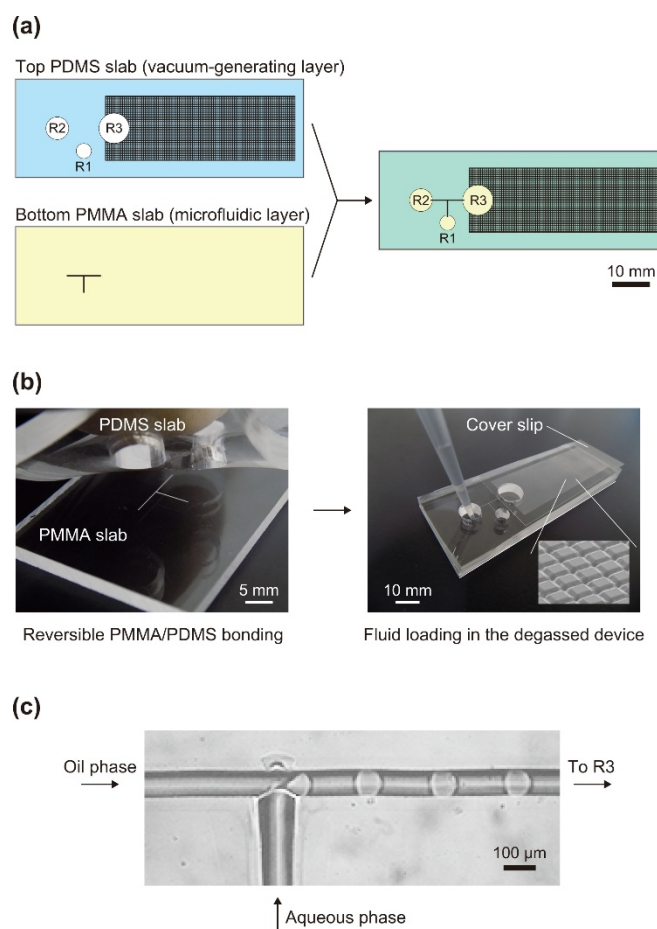 (a)
Top PDMS slab (vacuum-generating layer)
R2
R3
R1
Bottom PMMA slab (microfluidic layer)
R2
R3
R1
10 mm
(b)
PDMS slab
PMMA slab
5 mm
Reversible PMMA/PDMS bonding
Cover slip
10 mm
Fluid loading in the degassed device
(c)
Oil phase
To R3
100 μm
Aqueous phase